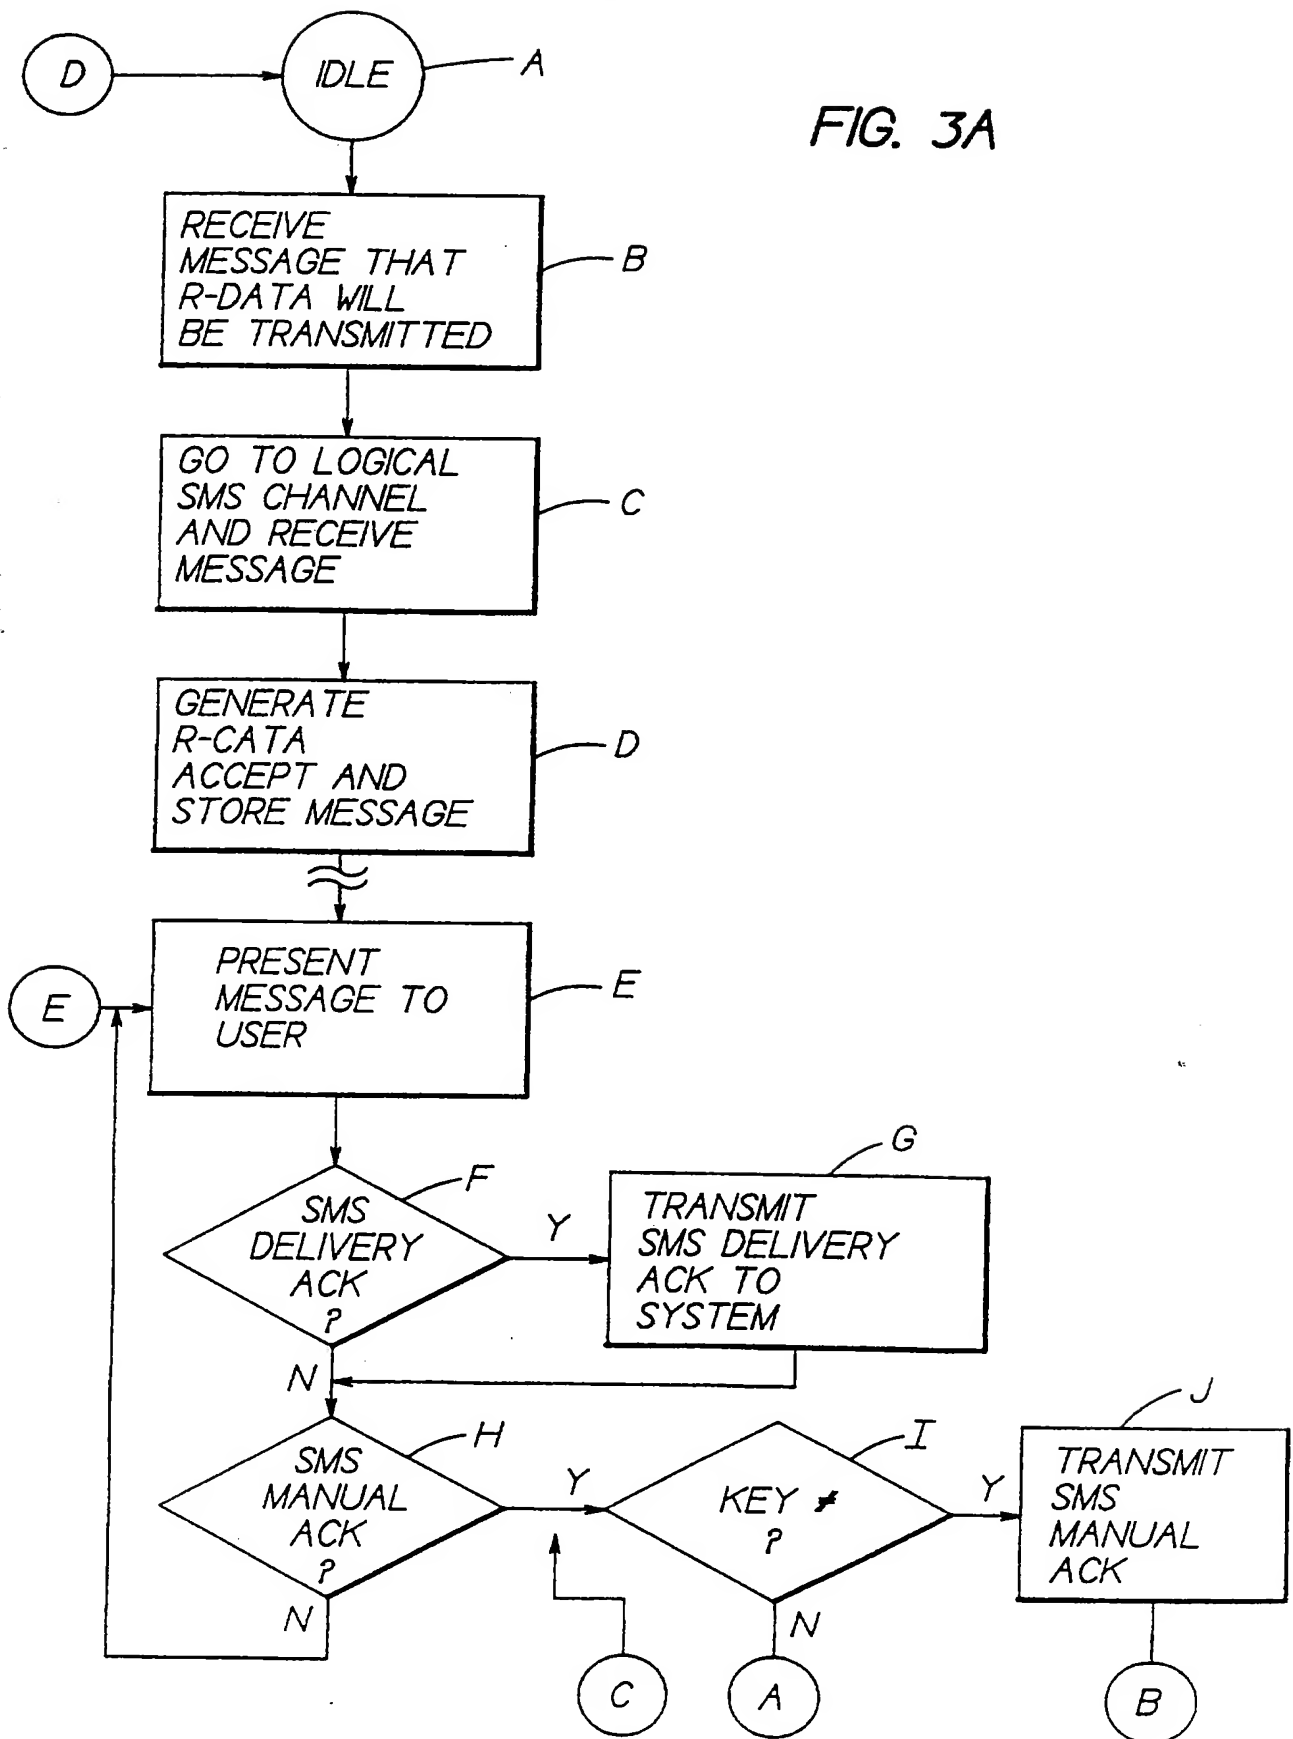 D
IDLE
A
FIG. 3A
RECEIVE
MESSAGE THAT
R-DATA WILL
BE TRANSMITTED
B
GO TO LOGICAL
SMS CHANNEL
AND RECEIVE
MESSAGE
C
GENERATE
R-CATA
ACCEPT AND
STORE MESSAGE
D
E
PRESENT
MESSAGE TO
USER
E
SMS
DELIVERY
ACK
?
F
Y
N
TRANSMIT
SMS DELIVERY
ACK TO
SYSTEM
G
SMS
MANUAL
ACK
?
H
Y
N
KEY #
?
I
Y
N
TRANSMIT
SMS
MANUAL
ACK
J
C
A
B